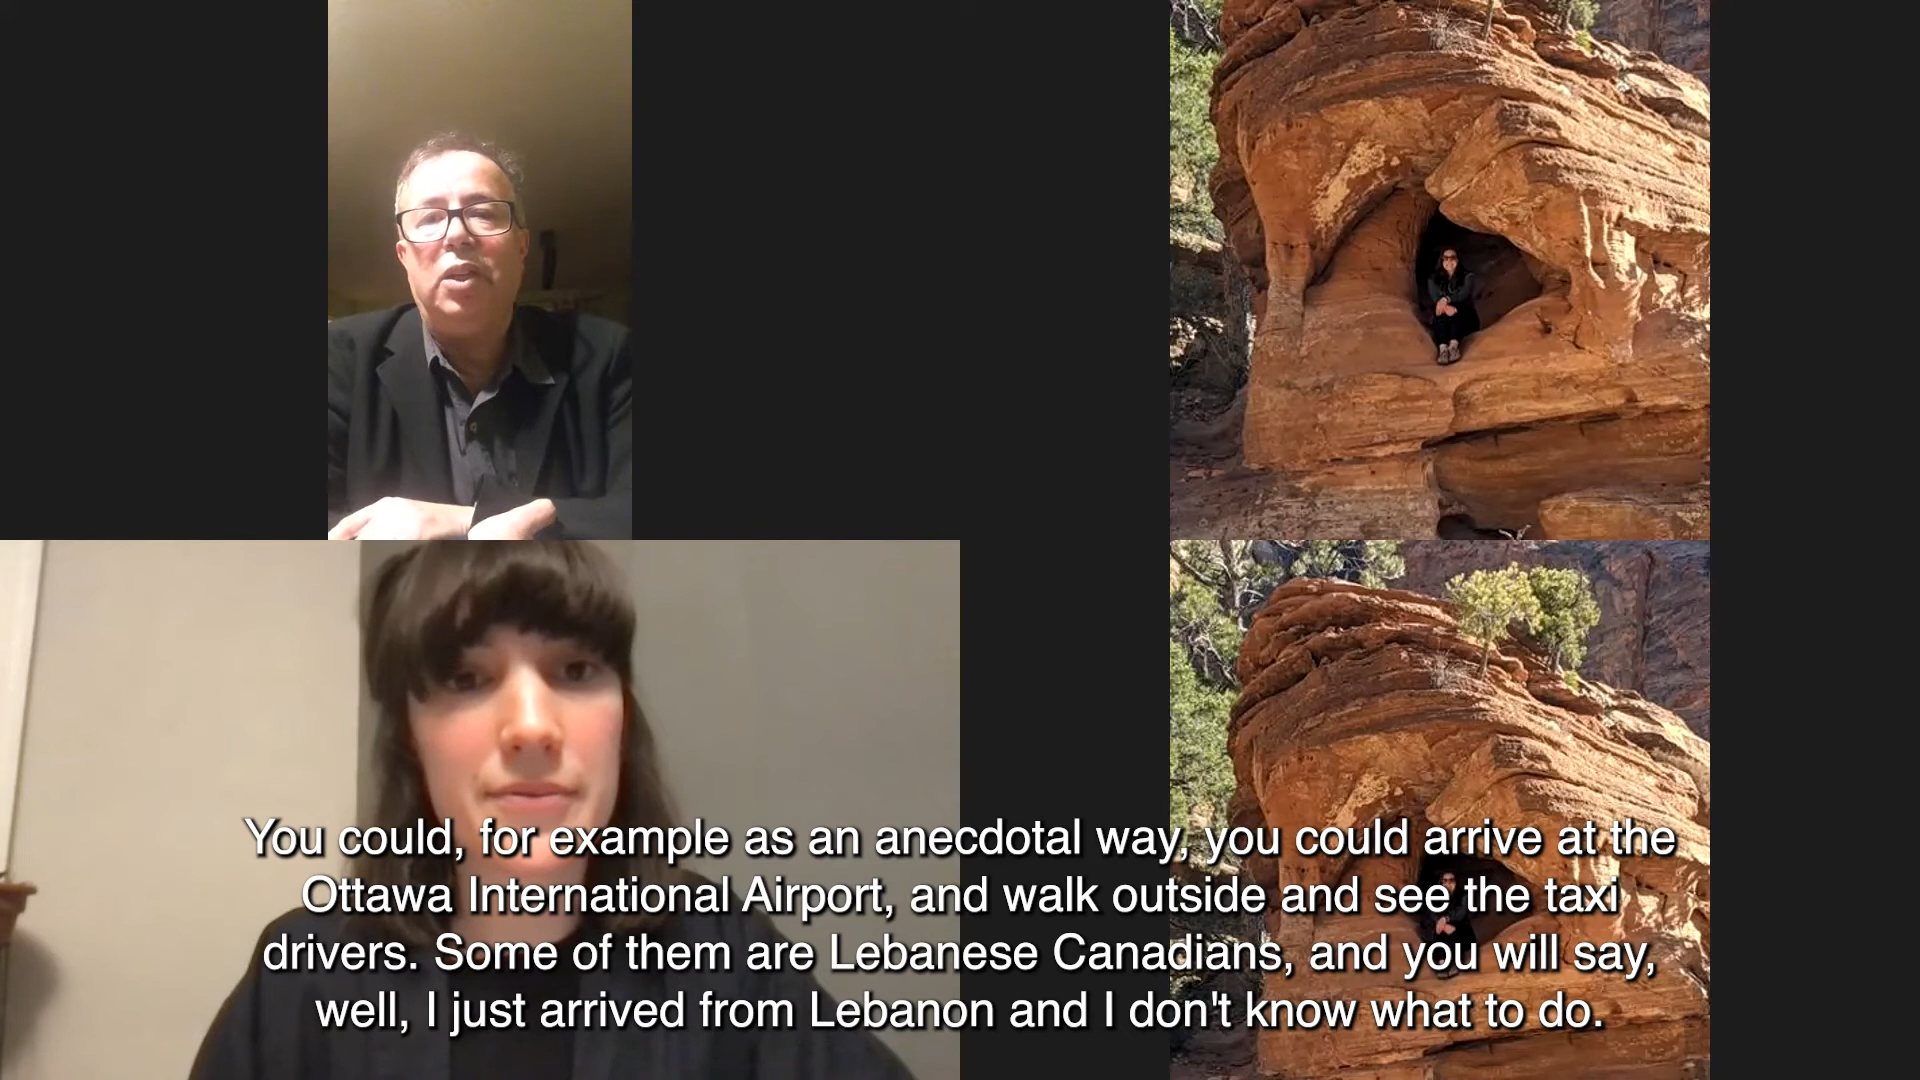 You could, for example as an anecdotal way, you could arrive at the
Ottawa International Airport, and walk outside and see the taxi
drivers. Some of them are Lebanese Canadians, and you will say,
well, I just arrived from Lebanon and I don't know what to do.